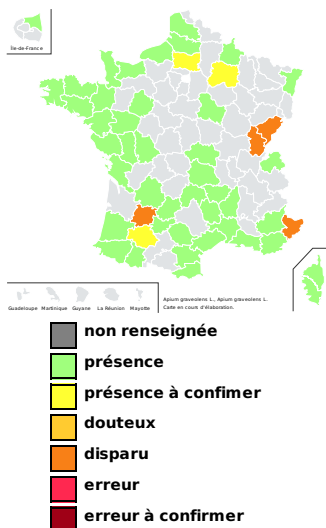 Île-de-France
Guadeloupe Martinique Guyane La Réunion Mayotte
Apium graveolens L., Apium graveolens L.
Carte en cours d'élaboration.
non renseignée
présence
présence à confimer
douteux
disparu
erreur
erreur à confirmer